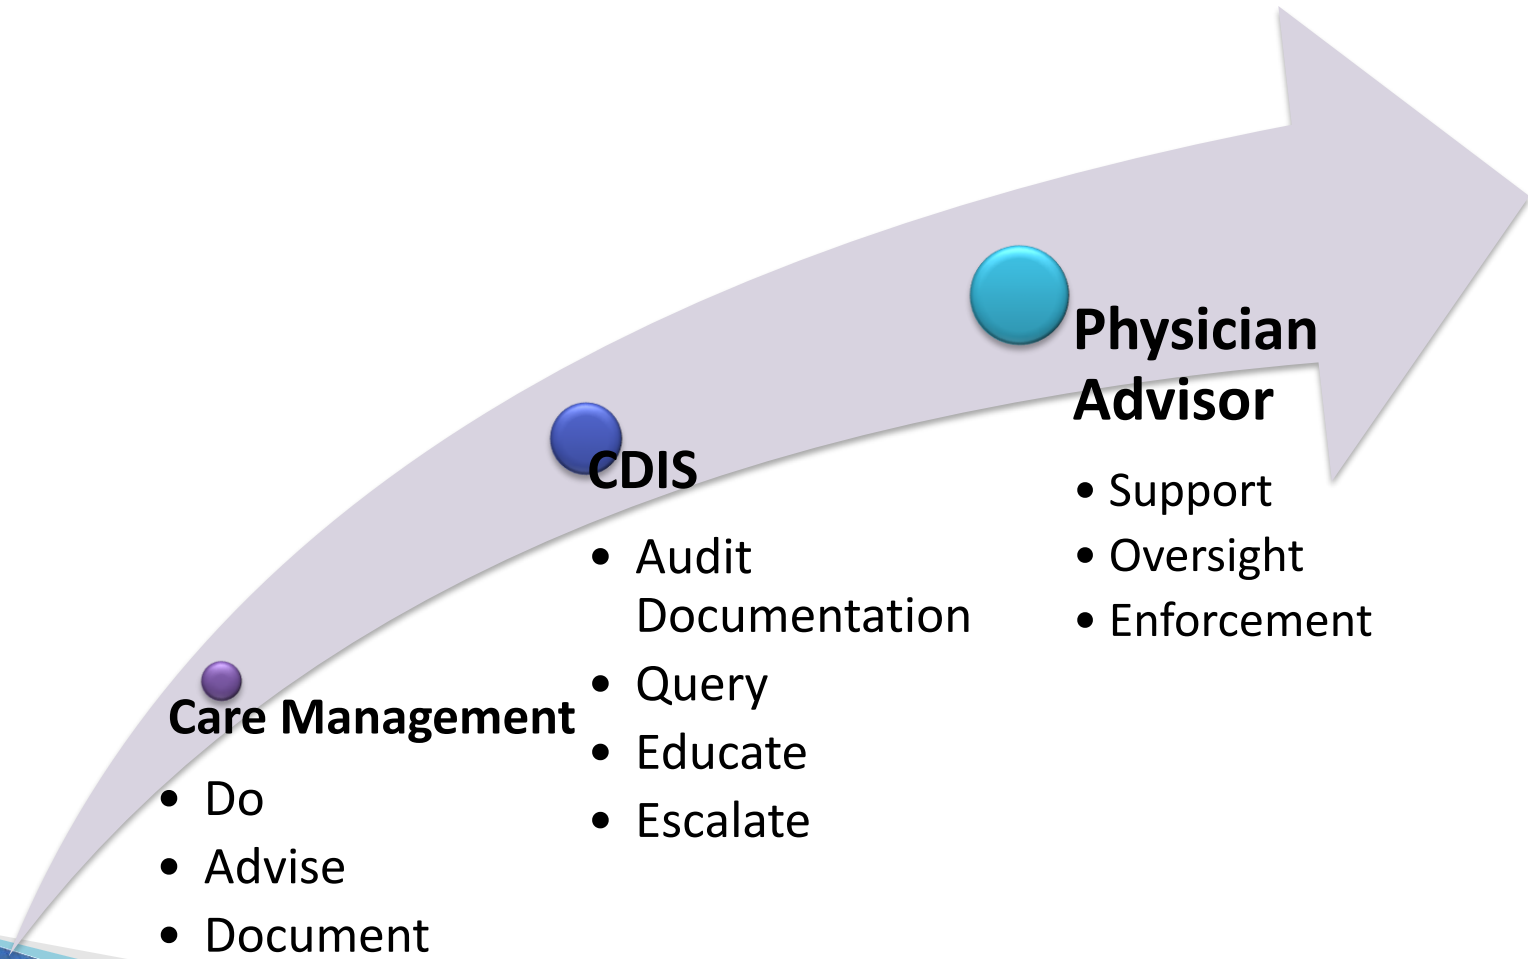 Care Management
• Do
• Advise
• Document
CDIS
• Audit
Documentation
• Query
• Educate
• Escalate
Physician
Advisor
• Support
• Oversight
• Enforcement